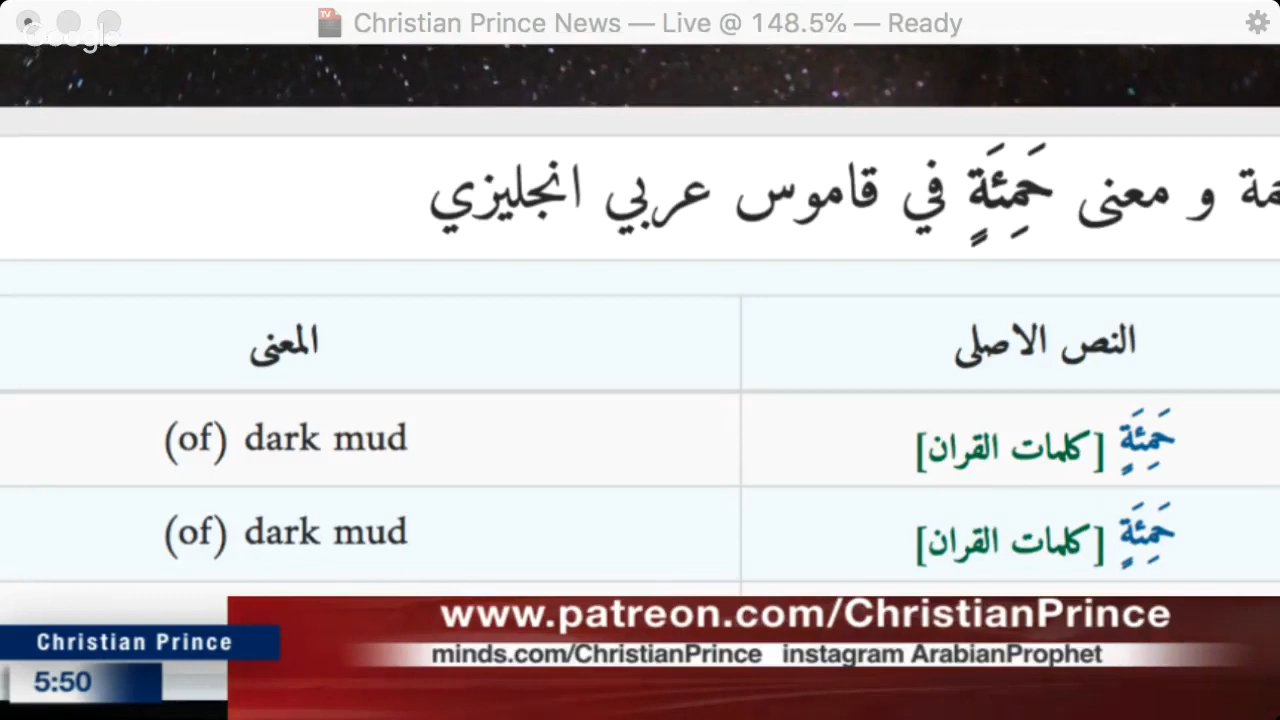 Google
Christian Prince News — Live @ 148.5% — Ready
و معنى حَمِئَةٍ في قاموس عربي انجليزي
النص الاصلى
المعنى
حَمِئَةٍ [كلمات القران]
(of) dark mud
حَمِئَةٍ [كلمات القران]
(of) dark mud
www.patreon.com/ChristianPrince
Christian Prince
minds.com/ChristianPrince instagram ArabianProphet
5:50